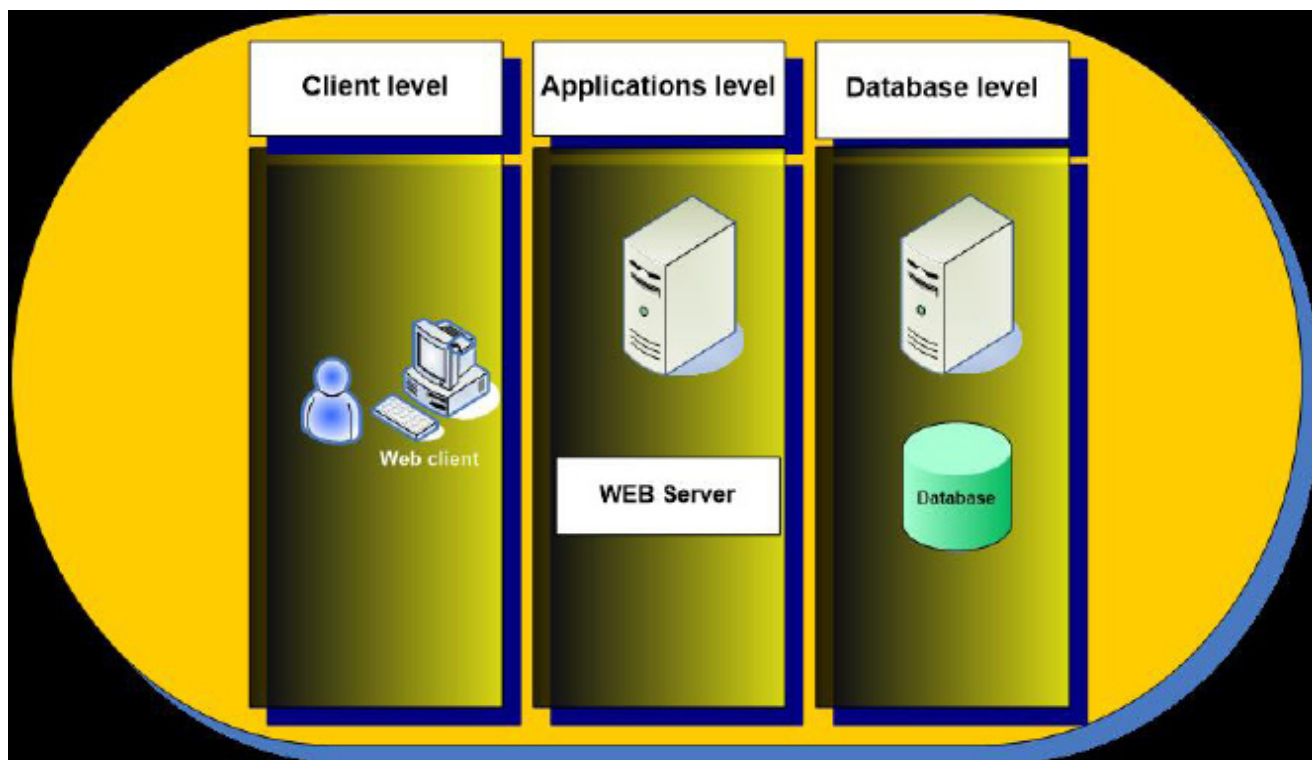 Client level
Applications level
Database level
Web client
WEB Server
Database